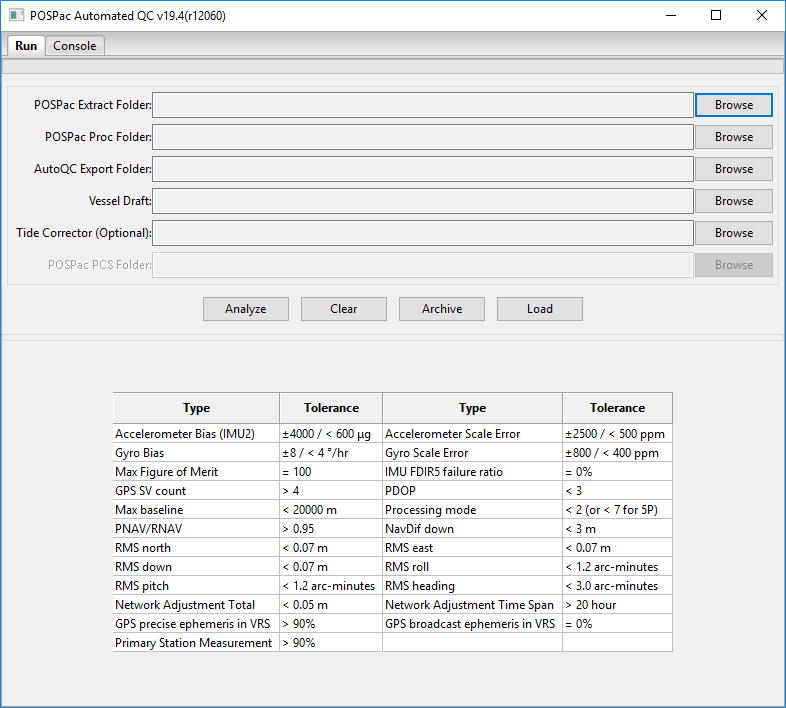 POSPac Automated QC v19.4(r12060)
Run Console
POSPac Extract Folder: Browse
POSPac Proc Folder: Browse
AutoQC Export Folder: Browse
Vessel Draft: Browse
Tide Corrector (Optional): Browse
POSPac PCS Folder: Browse
Analyze Clear Archive Load
Type Tolerance Type Tolerance
Accelerometer Bias (IMU2) ±4000 / < 600 µg Accelerometer Scale Error ±2500 / < 500 ppm
Gyro Bias ±8 / < 4 °/hr Gyro Scale Error ±800 / < 400 ppm
Max Figure of Merit = 100 IMU FDIR5 failure ratio = 0%
GPS SV count > 4 PDOP < 3
Max baseline < 20000 m Processing mode < 2 (or < 7 for 5P)
PNAV/RNAV > 0.95 NavDif down < 3 m
RMS north < 0.07 m RMS east < 0.07 m
RMS down < 0.07 m RMS roll < 1.2 arc-minutes
RMS pitch < 1.2 arc-minutes RMS heading < 3.0 arc-minutes
Network Adjustment Total < 0.05 m Network Adjustment Time Span > 20 hour
GPS precise ephemeris in VRS > 90% GPS broadcast ephemeris in VRS = 0%
Primary Station Measurement > 90%